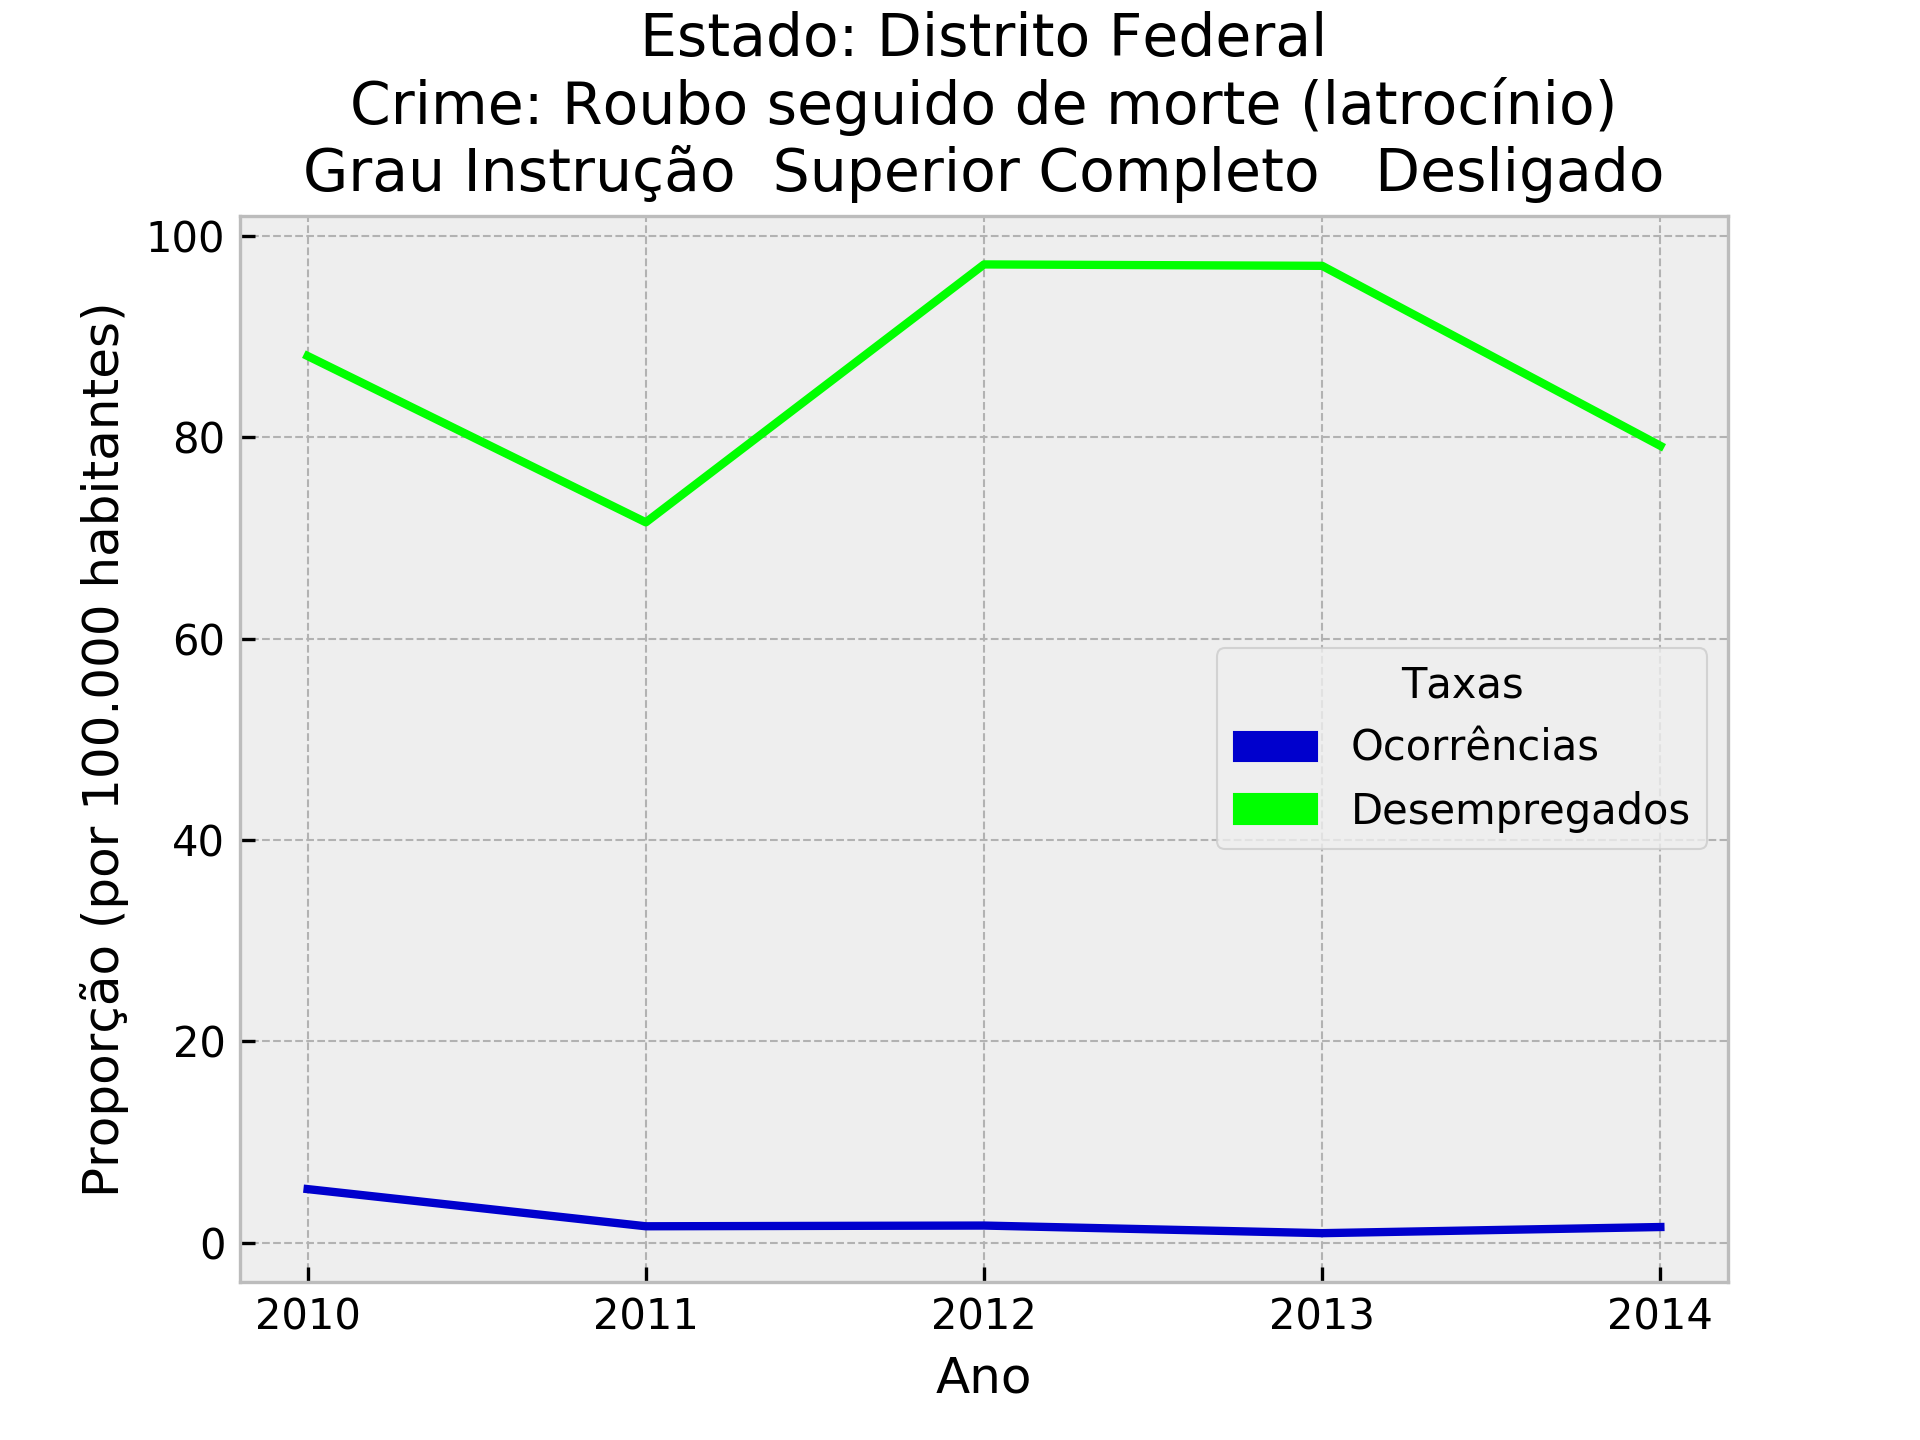 Estado: Distrito Federal
Crime: Roubo seguido de morte (latrocínio)
Grau Instrução  Superior Completo   Desligado
Proporção (por 100.000 habitantes)
100
80
60
40
20
0
Taxas
Ocorrências
Desempregados
2010 2011 2012 2013 2014
Ano